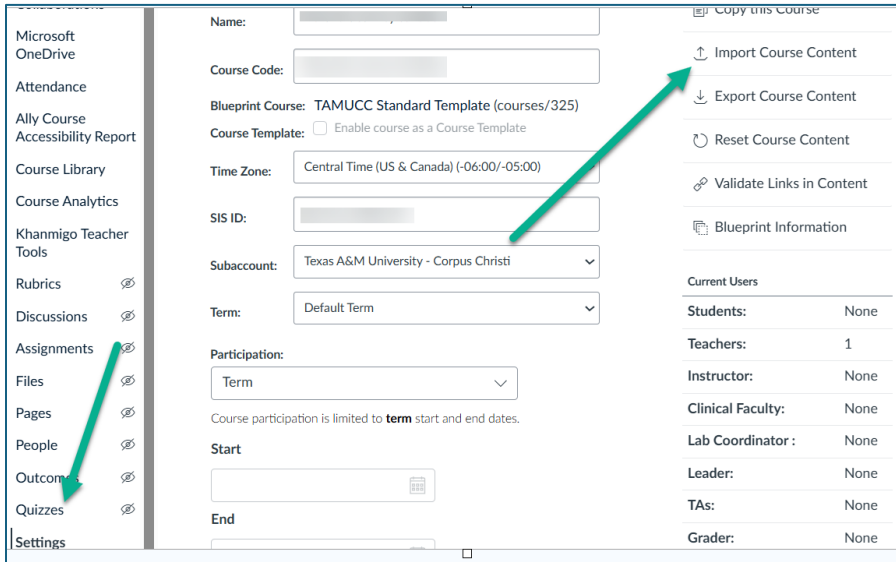 Collaborations
Microsoft
OneDrive
Attendance
Ally Course
Accessibility Report
Course Library
Course Analytics
Khanmigo Teacher
Tools
Rubrics
Discussions
Assignments
Files
Pages
People
Outcomes
Quizzes
Settings
Name:
Course Code:
Blueprint Course: TAMUCC Standard Template (courses/325)
Course Template: Enable course as a Course Template
Time Zone: Central Time (US & Canada) (-06:00/-05:00)
SIS ID:
Subaccount: Texas A&M University - Corpus Christi
Term: Default Term
Participation:
Term
Course participation is limited to term start and end dates.
Start
End
Copy this Course
Import Course Content
Export Course Content
Reset Course Content
Validate Links in Content
Blueprint Information
Current Users
Students: None
Teachers: 1
Instructor: None
Clinical Faculty: None
Lab Coordinator : None
Leader: None
TAs: None
Grader: None